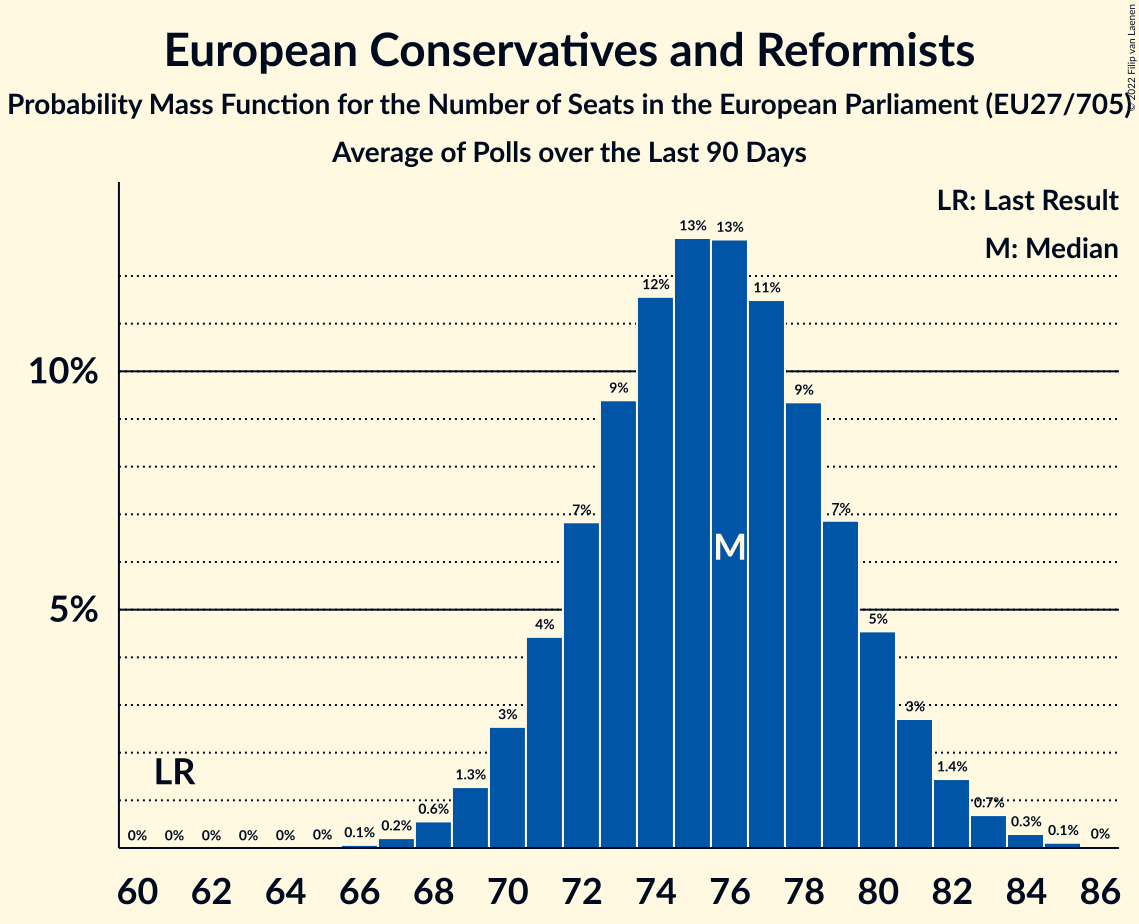 European Conservatives and Reformists
© 2022 Filip van Laenen
Probability Mass Function for the Number of Seats in the European Parliament (EU27/705)
Average of Polls over the Last 90 Days
LR: Last Result
M: Median
13% 13%
12% 11%
10%
9% 9%
7% 7%
M
5%
4% 5%
3% 3%
LR
1.3% 1.4%
0.6% 0.7%
0% 0% 0% 0% 0% 0% 0.1% 0.2% 0.3% 0.1% 0%
60 62 64 66 68 70 72 74 76 78 80 82 84 86